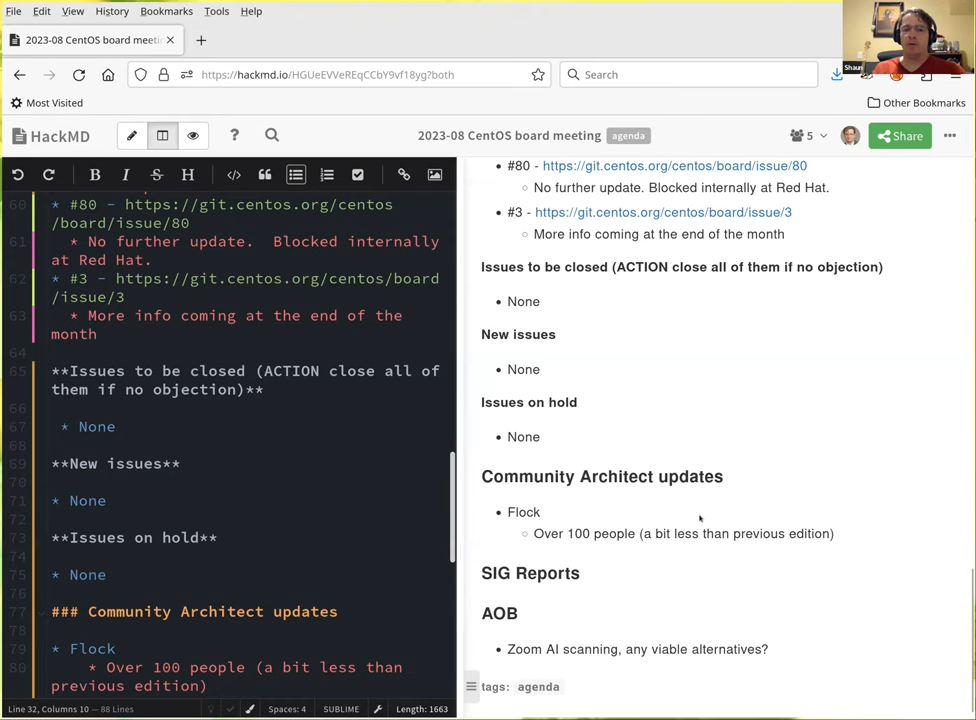 File Edit View History Bookmarks Tools Help
2023-08 CentOS board meeti
https://hackmd.io/HGUeEVVeREqCCbY9vf18yg?both
Search
Shaun
Most Visited
Other Bookmarks
HackMD
2023-08 CentOS board meeting agenda
5
Share
60 * #80 - https://git.centos.org/centos
/board/issue/80
61 * No further update.  Blocked internally
at Red Hat.
62 * #3 - https://git.centos.org/centos/board
/issue/3
63 * More info coming at the end of the
month
64
65 **Issues to be closed (ACTION close all of
them if no objection)**
66
67 * None
68
69 **New issues**
70
71 * None
72
73 **Issues on hold**
74
75 * None
76
77 ### Community Architect updates
78
79 * Flock
80 * Over 100 people (a bit less than
previous edition)
Line 32, Columns 10 — 88 Lines
Spaces: 4
SUBLIME
Length: 1663
#80 - https://git.centos.org/centos/board/issue/80
No further update. Blocked internally at Red Hat.
#3 - https://git.centos.org/centos/board/issue/3
More info coming at the end of the month
Issues to be closed (ACTION close all of them if no objection)
None
New issues
None
Issues on hold
None
Community Architect updates
Flock
Over 100 people (a bit less than previous edition)
SIG Reports
AOB
Zoom AI scanning, any viable alternatives?
tags: agenda